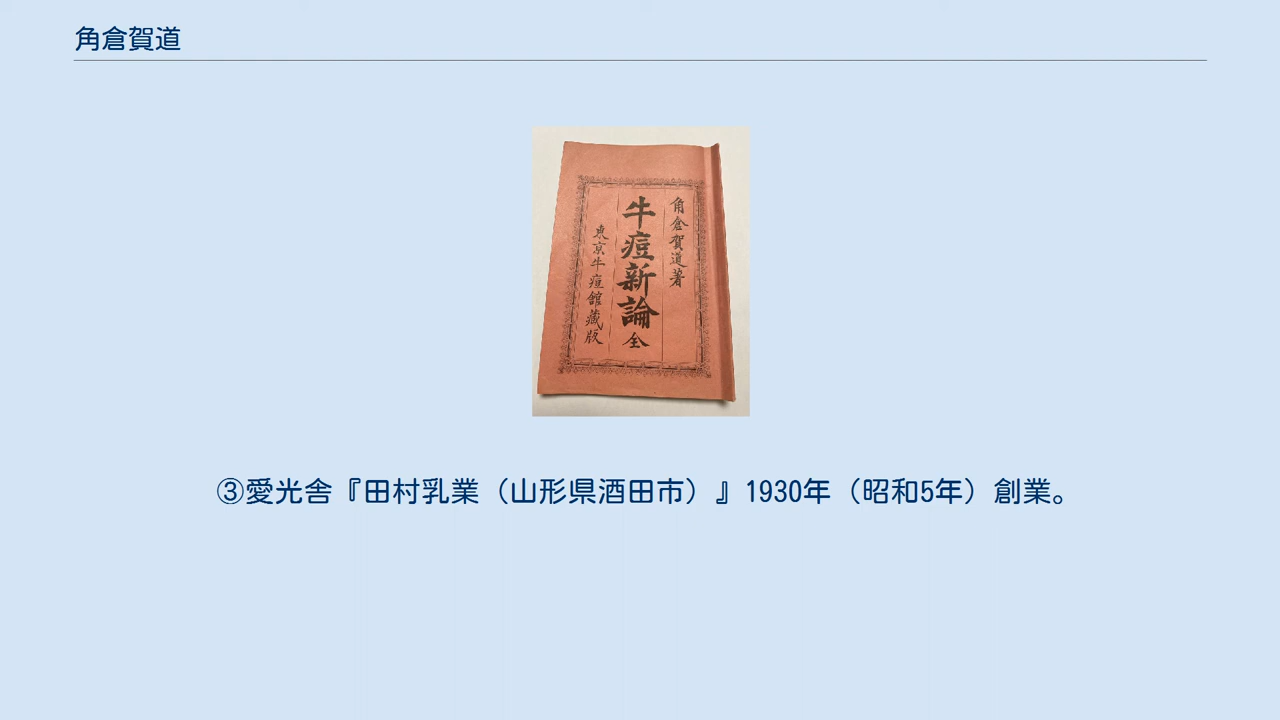 角倉賀道
角倉賀道著
牛痘新論 全
東京牛痘館藏版
③愛光舎『田村乳業（山形県酒田市）』1930年（昭和5年）創業。